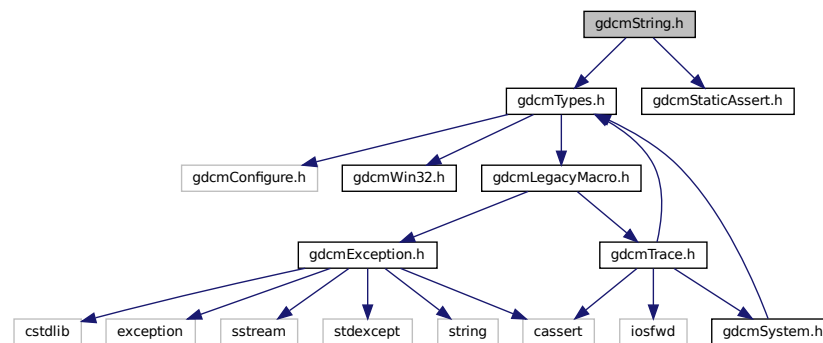 gdcmString.h
gdcmTypes.h
gdcmStaticAssert.h
gdcmConfigure.h
gdcmWin32.h
gdcmLegacyMacro.h
gdcmException.h
gdcmTrace.h
cstdlib
exception
sstream
stdexcept
string
cassert
iosfwd
gdcmSystem.h